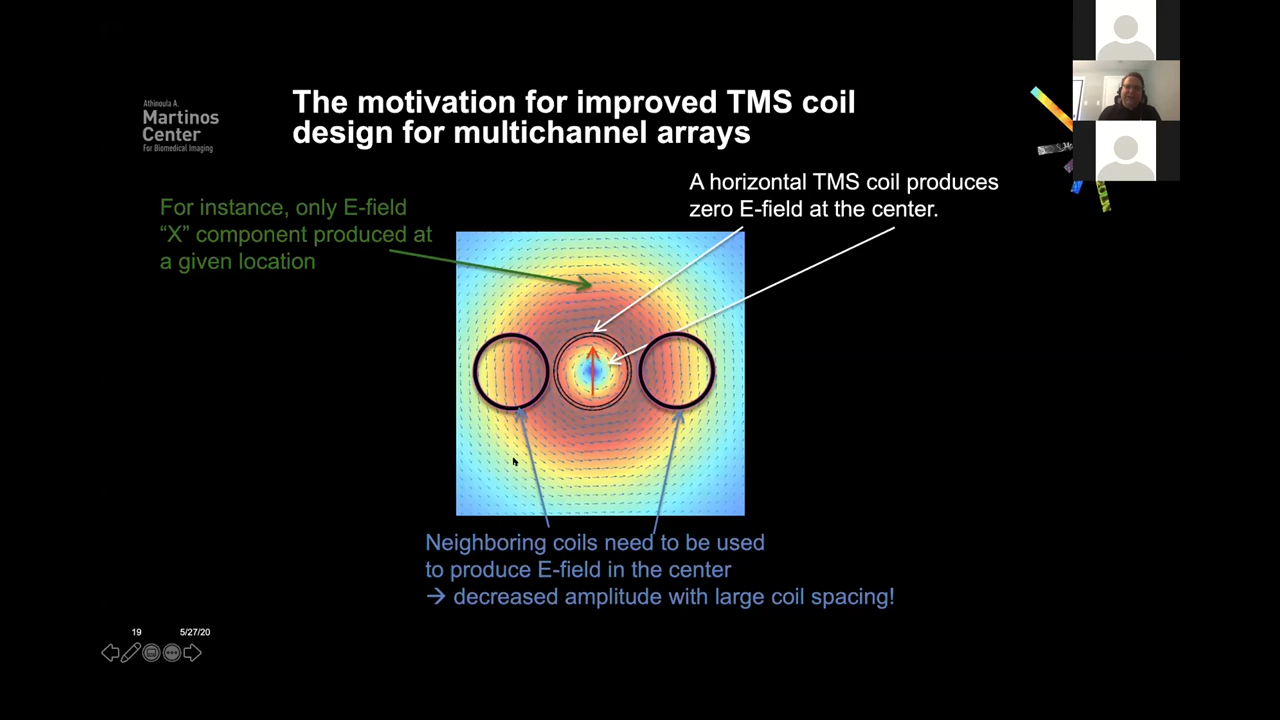 Athinoula A.
Martinos
Center
For Biomedical Imaging
The motivation for improved TMS coil
design for multichannel arrays
A horizontal TMS coil produces
zero E-field at the center.
For instance, only E-field
“X” component produced at
a given location
Neighboring coils need to be used
to produce E-field in the center
→ decreased amplitude with large coil spacing!
19
5/27/20